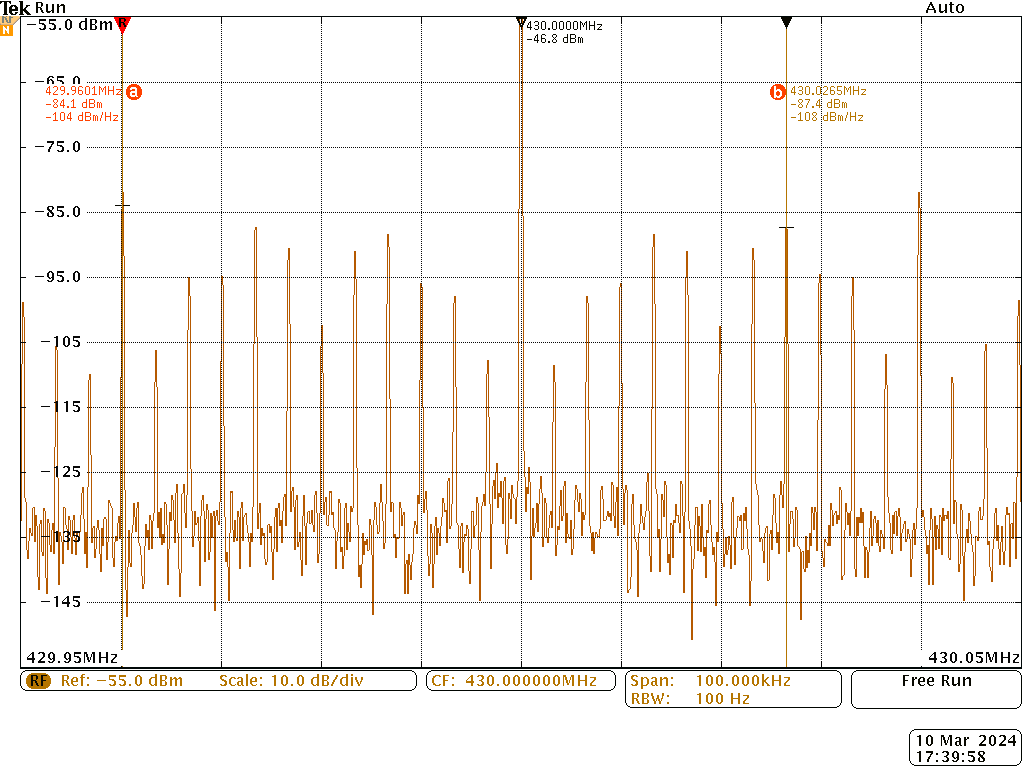 Tek Run Auto
RF
N
R
−55.0 dBm
430.0000MHz
−46.8 dBm
−65.0
429.9601MHz a
−84.1 dBm
−104 dBm/Hz
b 430.0265MHz
−87.4 dBm
−108 dBm/Hz
−75.0
−85.0
−95.0
−105
−115
−125
−135
−145
429.95MHz 430.05MHz
RF Ref: −55.0 dBm Scale: 10.0 dB/div
CF: 430.000000MHz
Span: 100.000kHz
RBW: 100 Hz
Free Run
10 Mar 2024
17:39:58